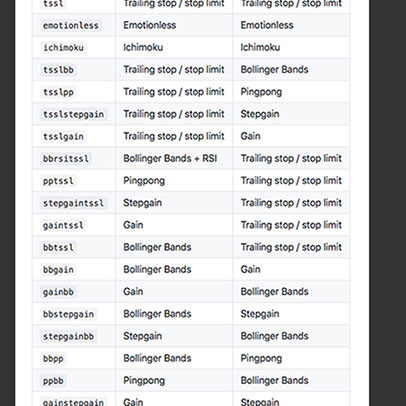 tssl Trailing stop / stop limit Trailing stop / stop limit
emotionless Emotionless Emotionless
ichimoku Ichimoku Ichimoku
tsslbb Trailing stop / stop limit Bollinger Bands
tsslpp Trailing stop / stop limit Pingpong
tsslstepgain Trailing stop / stop limit Stepgain
tsslgain Trailing stop / stop limit Gain
bbrsitssl Bollinger Bands + RSI Trailing stop / stop limit
pptssl Pingpong Trailing stop / stop limit
stepgaintssl Stepgain Trailing stop / stop limit
gaintssl Gain Trailing stop / stop limit
bbtssl Bollinger Bands Trailing stop / stop limit
bbgain Bollinger Bands Gain
gainbb Gain Bollinger Bands
bbstepgain Bollinger Bands Stepgain
stepgainbb Stepgain Bollinger Bands
bbpp Bollinger Bands Pingpong
ppbb Pingpong Bollinger Bands
gainstepgain Gain Stepgain